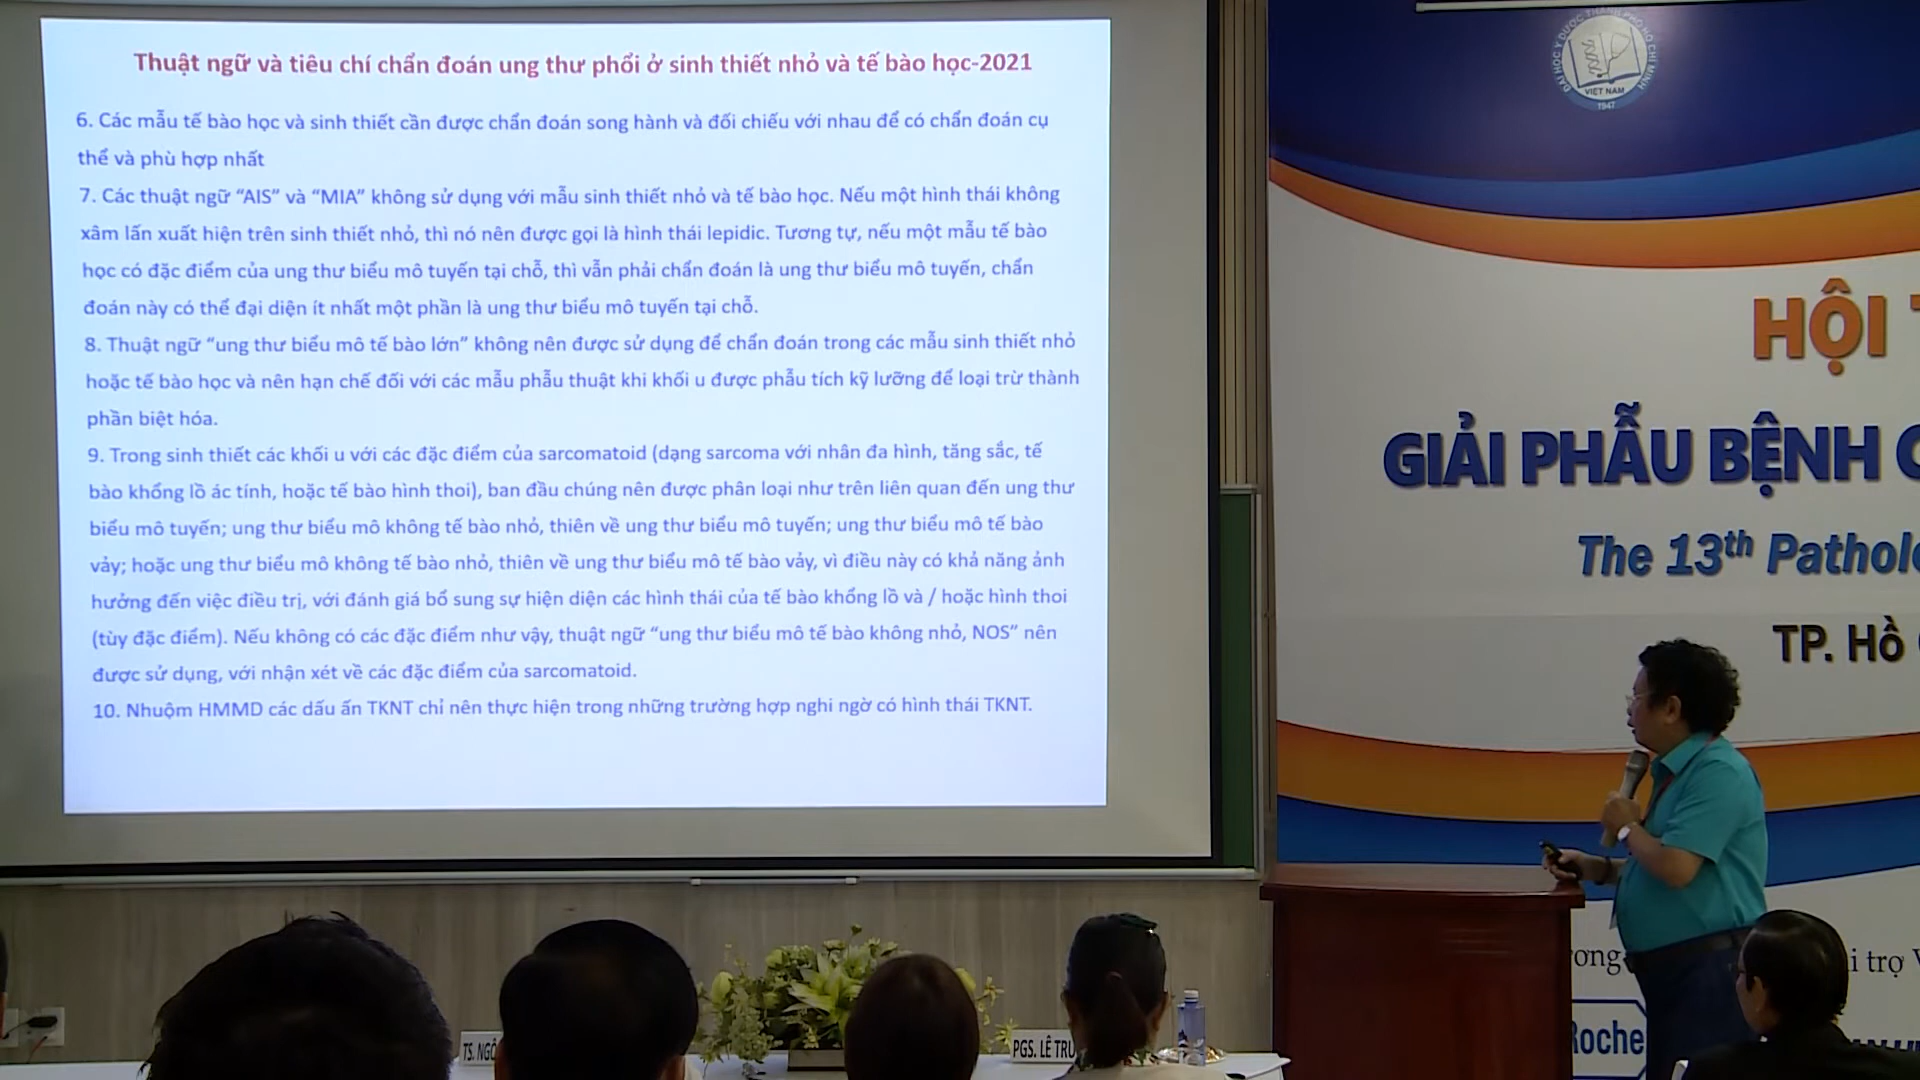 Thuật ngữ và tiêu chí chẩn đoán ung thư phổi ở sinh thiết nhỏ và tế bào học-2021
6. Các mẫu tế bào học và sinh thiết cần được chẩn đoán song hành và đối chiếu với nhau để có chẩn đoán cụ
thể và phù hợp nhất
7. Các thuật ngữ “AIS” và “MIA” không sử dụng với mẫu sinh thiết nhỏ và tế bào học. Nếu một hình thái không
xâm lấn xuất hiện trên sinh thiết nhỏ, thì nó nên được gọi là hình thái lepidic. Tương tự, nếu một mẫu tế bào
học có đặc điểm của ung thư biểu mô tuyến tại chỗ, thì vẫn phải chẩn đoán là ung thư biểu mô tuyến, chẩn
đoán này có thể đại diện ít nhất một phần là ung thư biểu mô tuyến tại chỗ.
8. Thuật ngữ “ung thư biểu mô tế bào lớn” không nên được sử dụng để chẩn đoán trong các mẫu sinh thiết nhỏ
hoặc tế bào học và nên hạn chế đối với các mẫu phẫu thuật khi khối u được phẫu tích kỹ lưỡng để loại trừ thành
phần biệt hóa.
9. Trong sinh thiết các khối u với các đặc điểm của sarcomatoid (dạng sarcoma với nhân đa hình, tăng sắc, tế
bào khổng lồ ác tính, hoặc tế bào hình thoi), ban đầu chúng nên được phân loại như trên liên quan đến ung thư
biểu mô tuyến; ung thư biểu mô không tế bào nhỏ, thiên về ung thư biểu mô tuyến; ung thư biểu mô tế bào
vảy; hoặc ung thư biểu mô không tế bào nhỏ, thiên về ung thư biểu mô tế bào vảy, vì điều này có khả năng ảnh
hưởng đến việc điều trị, với đánh giá bổ sung sự hiện diện các hình thái của tế bào khổng lồ và / hoặc hình thoi
(tùy đặc điểm). Nếu không có các đặc điểm như vậy, thuật ngữ “ung thư biểu mô tế bào không nhỏ, NOS” nên
được sử dụng, với nhận xét về các đặc điểm của sarcomatoid.
10. Nhuộm HMMD các dấu ấn TKNT chỉ nên thực hiện trong những trường hợp nghi ngờ có hình thái TKNT.
ĐẠI HỌC Y DƯỢC THÀNH PHỐ HỒ CHÍ MINH
VIỆT NAM
1947
HỘI
GIẢI PHẪU BỆNH
The 13th Pathol
TP. Hồ
i trợ
Roche
TS. NGÔ
PGS. LÊ TRU